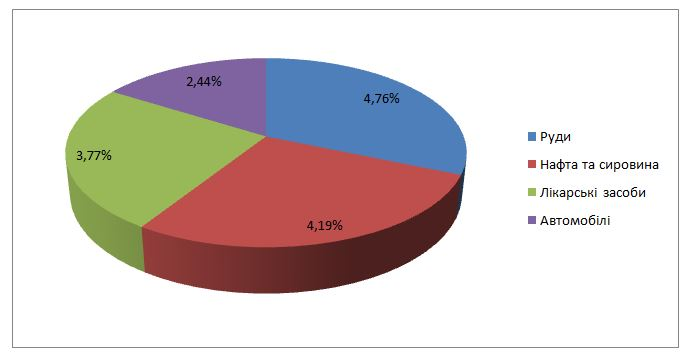 2,44%
4,76%
3,77%
4,19%
Руди
Нафта та сировина
Лікарські засоби
Автомобілі